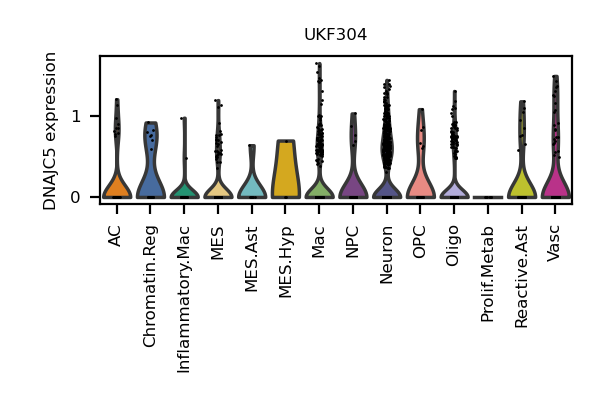 UKF304
DNAJC5 expression
1
0
AC
Chromatin.Reg
Inflammatory.Mac
MES
MES.Ast
MES.Hyp
Mac
NPC
Neuron
OPC
Oligo
Prolif.Metab
Reactive.Ast
Vasc